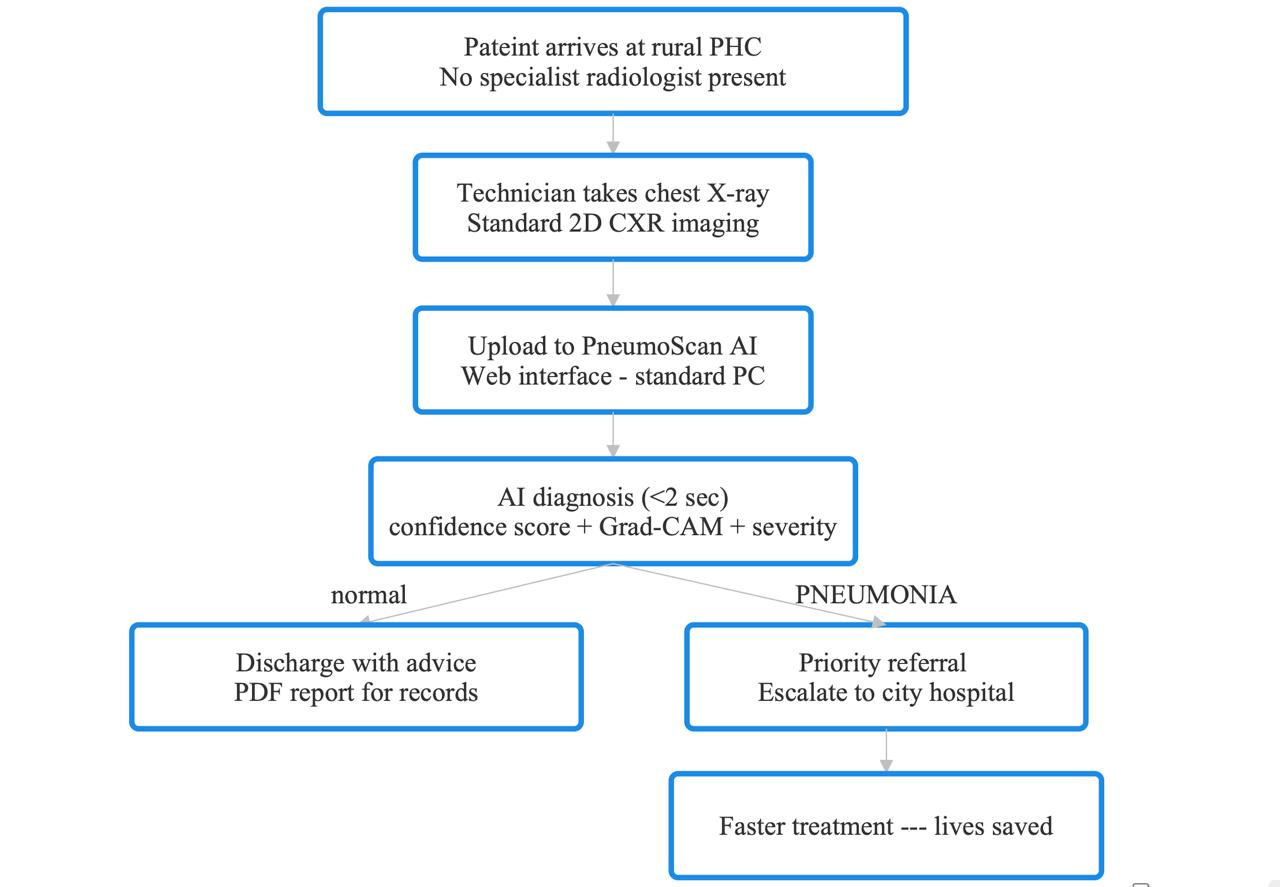 Pateint arrives at rural PHC
No specialist radiologist present
Technician takes chest X-ray
Standard 2D CXR imaging
Upload to PneumoScan AI
Web interface - standard PC
AI diagnosis (<2 sec)
confidence score + Grad-CAM + severity
normal
PNEUMONIA
Discharge with advice
PDF report for records
Priority referral
Escalate to city hospital
Faster treatment --- lives saved